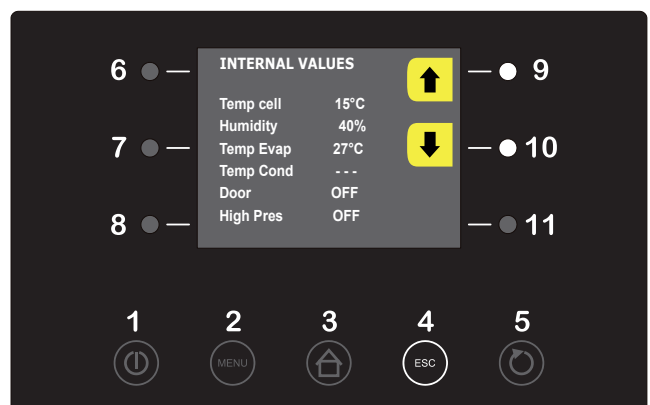 INTERNAL VALUES
6
9
Temp cell 15°C
Humidity 40%
7
Temp Evap 27°C
10
Temp Cond - - -
Door OFF
8
High Pres OFF
11
1 2 3 4 5
MENU ESC